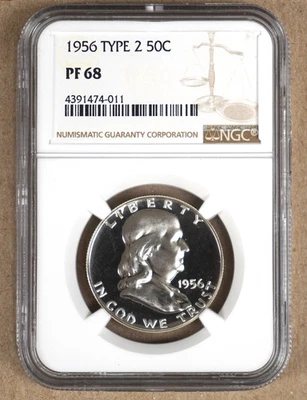 1956 TYPE 2 50C
PF 68
4391474-011
NUMISMATIC GUARANTY CORPORATION
NGC
LIBERTY
1956
IN GOD WE TRUST